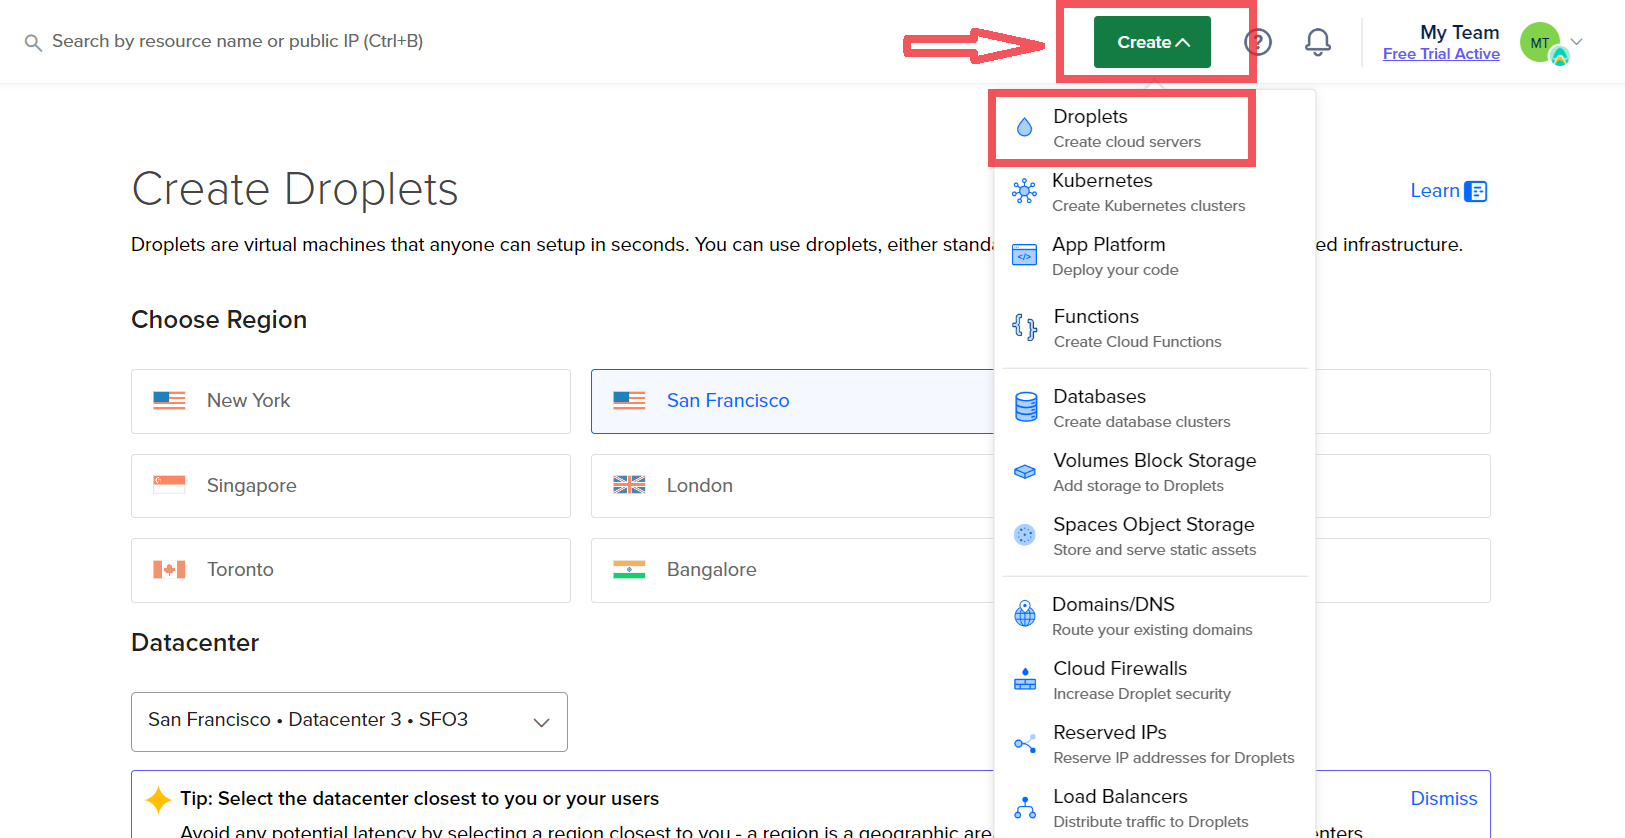 Search by resource name or public IP (Ctrl+B)
Create
My Team
Free Trial Active
MT
Droplets
Create cloud servers
Kubernetes
Create Kubernetes clusters
App Platform
Deploy your code
Functions
Create Cloud Functions
Databases
Create database clusters
Volumes Block Storage
Add storage to Droplets
Spaces Object Storage
Store and serve static assets
Domains/DNS
Route your existing domains
Cloud Firewalls
Increase Droplet security
Reserved IPs
Reserve IP addresses for Droplets
Load Balancers
Distribute traffic to Droplets
Create Droplets
Learn
Droplets are virtual machines that anyone can setup in seconds. You can use droplets, either standa ed infrastructure.
Choose Region
New York
San Francisco
Singapore
London
Toronto
Bangalore
Datacenter
San Francisco • Datacenter 3 • SFO3
Tip: Select the datacenter closest to you or your users
Dismiss
Avoid any potential latency by selecting a region closest to you - a region is a geographic are enters